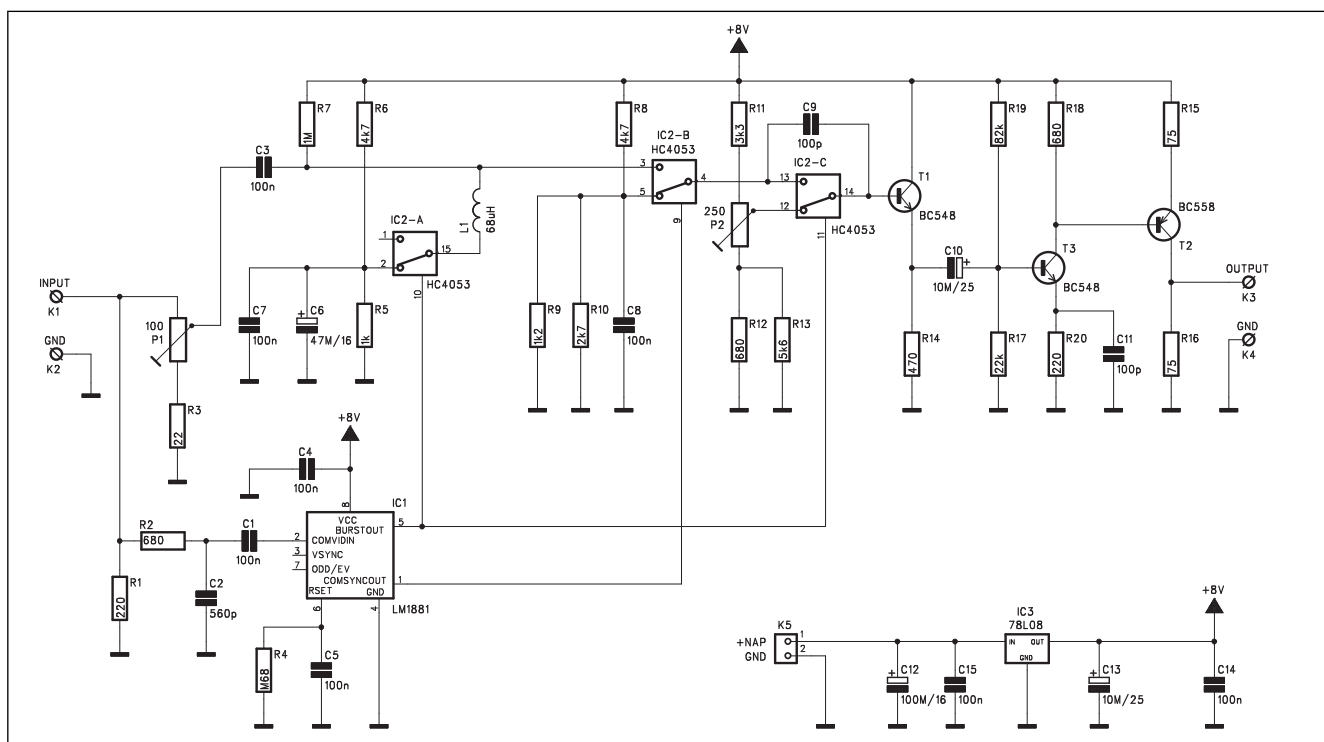 +8V
R7
1M
R6
4k7
R8
4k7
R11
3k3
C9
100p
R19
82k
R18
680
R15
75
C3
100n
IC2-B
HC4053
3
4
5
9
IC2-C
13
14
12
11
HC4053
T1
BC548
L1
68uH
250
P2
BC558
T2
IC2-A
1
15
2
10
HC4053
C10
+
10M/25
T3
BC548
INPUT
K1
OUTPUT
K3
100
P1
C7
100n
C6
+
47M/16
R5
1k
R9
1k2
R10
2k7
C8
100n
R12
680
R13
5k6
R14
470
R17
22k
R20
220
C11
100p
R16
75
GND
K2
GND
K4
R3
22
+8V
C4
100n
IC1
8
VCC
BURSTOUT
5
R2
680
C1
100n
2
COMVIDIN
3
VSYNC
7
ODD/EV
COMSYNCOUT
1
RSET
GND
6
4
LM1881
R1
220
C2
560p
R4
M68
C5
100n
+8V
K5
+NAP
1
GND
2
IC3
78L08
IN
OUT
GND
C12
+
100M/16
C15
100n
C13
+
10M/25
C14
100n